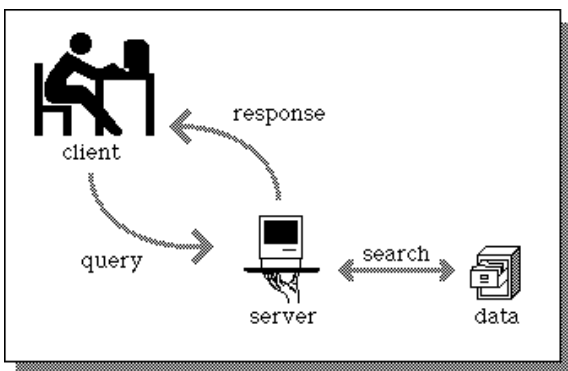 response
client
query
search
server
data